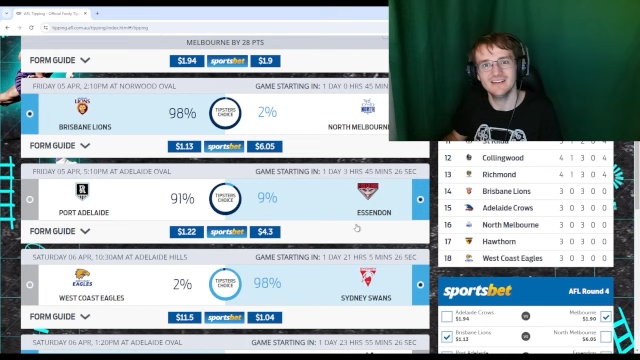 AFL Tipping - Official Footy Tip
tipping.afl.com.au/tipping/index.htm#/tipping
MELBOURNE BY 28 PTS
FORM GUIDE $1.94 sportsbet $1.9
FRIDAY 05 APR, 2:10PM AT NORWOOD OVAL GAME STARTING IN: 1 DAY 0 HRS 45 MINS
LIONS
BRISBANE LIONS 98% TIPSTERS CHOICE 2% NORTH MELBOURNE
FORM GUIDE $1.13 sportsbet $6.05
FRIDAY 05 APR, 5:10PM AT ADELAIDE OVAL GAME STARTING IN: 1 DAY 3 HRS 45 MINS 26 SEC
PORT ADELAIDE 91% TIPSTERS CHOICE 9% ESSENDON
FORM GUIDE $1.22 sportsbet $4.3
SATURDAY 06 APR, 10:30AM AT ADELAIDE HILLS GAME STARTING IN: 1 DAY 21 HRS 5 MINS 26 SEC
EAGLES
WEST COAST EAGLES 2% TIPSTERS CHOICE 98% SYDNEY SWANS
FORM GUIDE $11.5 sportsbet $1.04
SATURDAY 06 APR, 1:20PM AT ADELAIDE OVAL GAME STARTING IN: 1 DAY 23 HRS 55 MINS 26 SEC
11 St Kilda
12 Collingwood 4 1 3 0 4
13 Richmond 4 1 3 0 4
14 Brisbane Lions 3 0 3 0 0
15 Adelaide Crows 3 0 3 0 0
16 North Melbourne 3 0 3 0 0
17 Hawthorn 3 0 3 0 0
18 West Coast Eagles 3 0 3 0 0
sportsbet AFL Round 4
Adelaide Crows $1.94 VS Melbourne $1.90
Brisbane Lions $1.13 VS North Melbourne $6.05
Port Adelaide Essendon